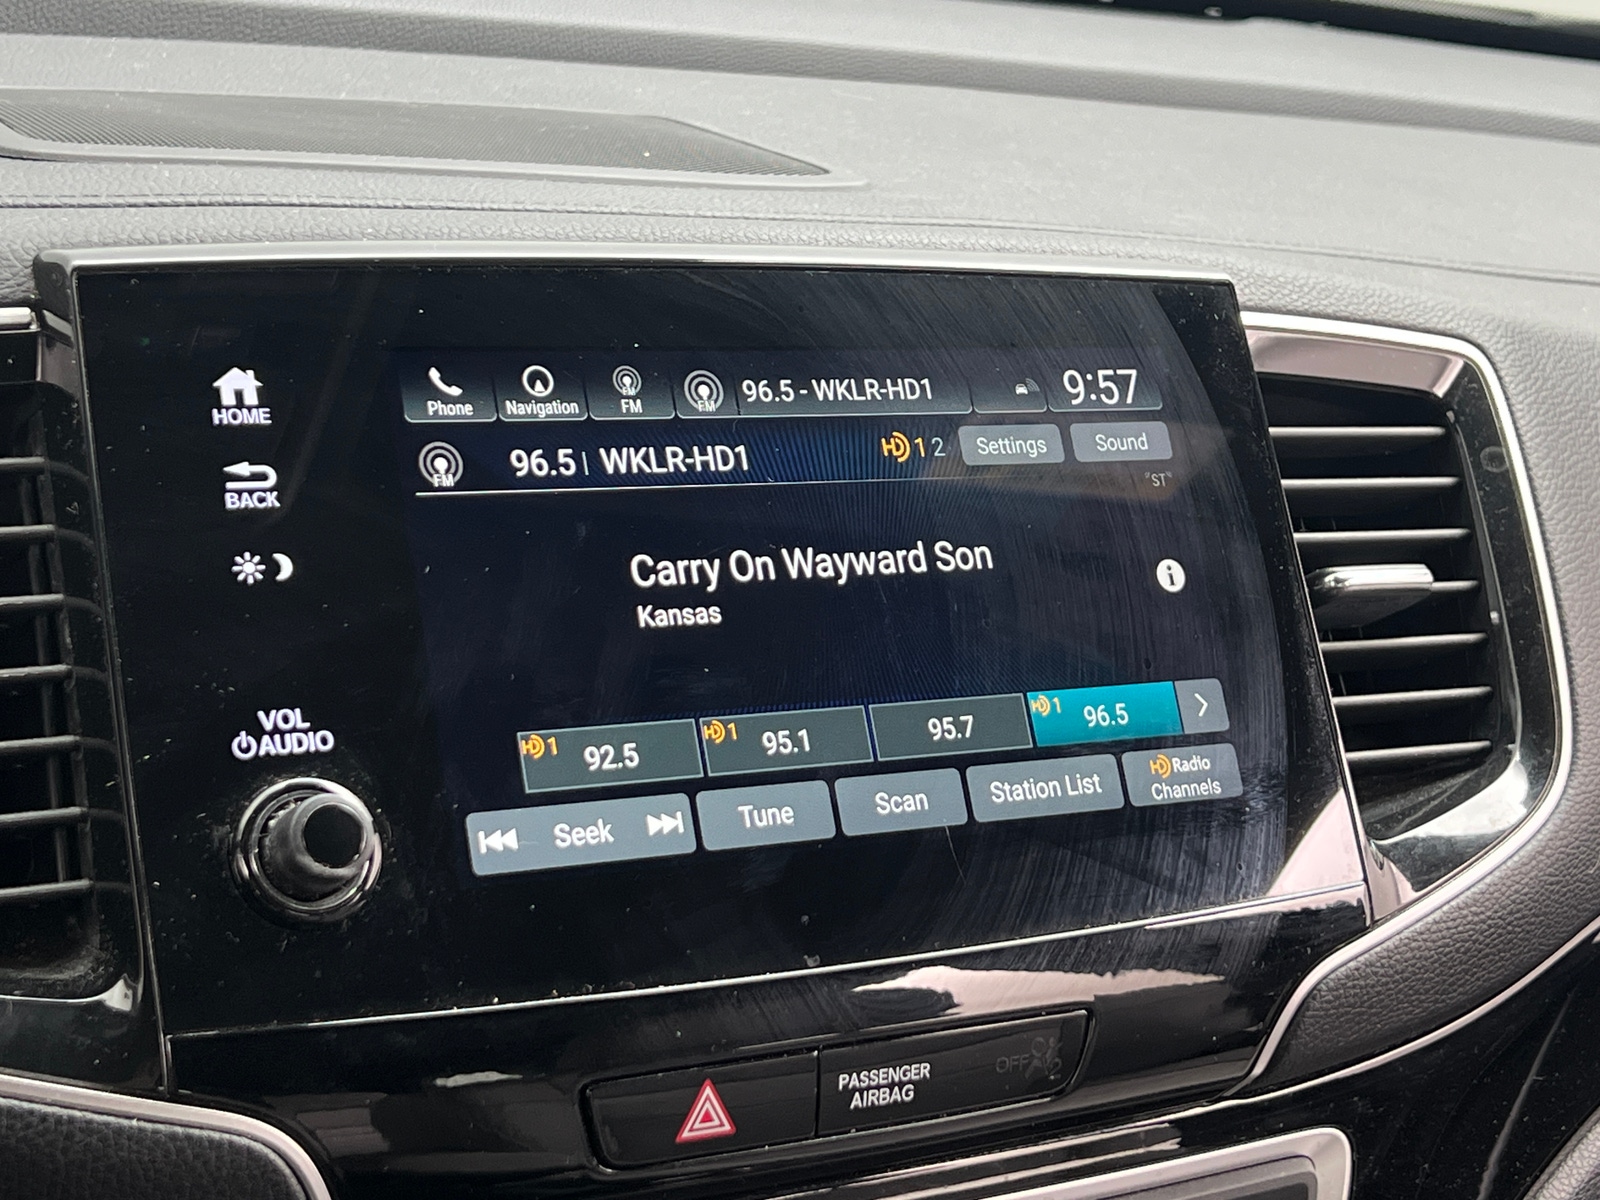 HOME
BACK
VOL
AUDIO
Phone
Navigation
FM
FM
FM
96.5 - WKLR-HD1
9:57
FM
96.5 | WKLR-HD1
HD 1 2
Settings
Sound
"ST"
Carry On Wayward Son
Kansas
i
HD 1 92.5
HD 1 95.1
95.7
HD 1 96.5
Seek
Tune
Scan
Station List
HD Radio
Channels
PASSENGER
AIRBAG
OFF
2